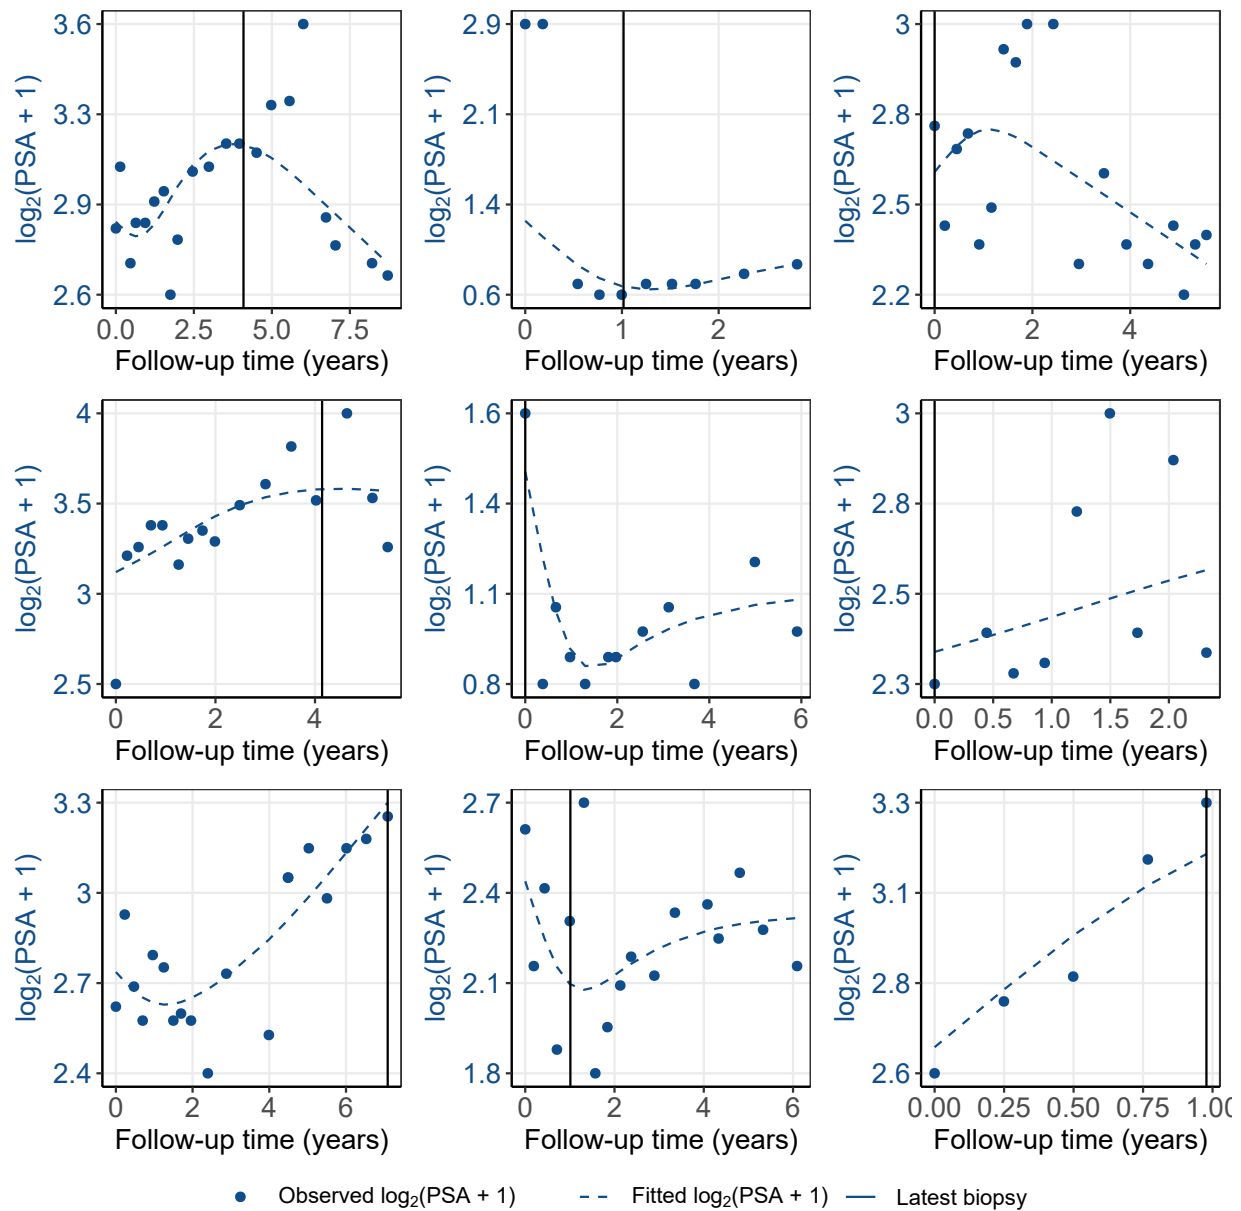 log₂(PSA + 1)
3.6
3.3
2.9
2.6
0.0 2.5 5.0 7.5
Follow-up time (years)
log₂(PSA + 1)
2.9
2.1
1.4
0.6
0 1 2
Follow-up time (years)
log₂(PSA + 1)
3
2.8
2.5
2.2
0 2 4
Follow-up time (years)
log₂(PSA + 1)
4
3.5
3
2.5
0 2 4
Follow-up time (years)
log₂(PSA + 1)
1.6
1.4
1.1
0.8
0 2 4 6
Follow-up time (years)
log₂(PSA + 1)
3
2.8
2.5
2.3
0.0 0.5 1.0 1.5 2.0
Follow-up time (years)
log₂(PSA + 1)
3.3
3
2.7
2.4
0 2 4 6
Follow-up time (years)
log₂(PSA + 1)
2.7
2.4
2.1
1.8
0 2 4 6
Follow-up time (years)
log₂(PSA + 1)
3.3
3.1
2.8
2.6
0.00 0.25 0.50 0.75 1.00
Follow-up time (years)
Observed log₂(PSA + 1) Fitted log₂(PSA + 1) Latest biopsy